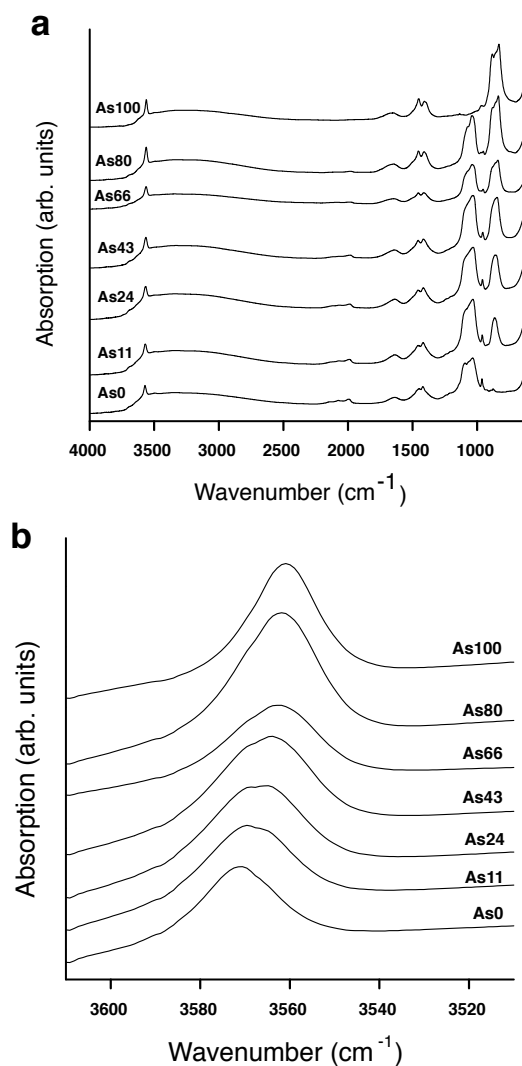 a
As100
As80
As66
As43
As24
As11
As0
Absorption (arb. units)
4000 3500 3000 2500 2000 1500 1000
Wavenumber (cm-1)
b
As100
As80
As66
As43
As24
As11
As0
Absorption (arb. units)
3600 3580 3560 3540 3520
Wavenumber (cm-1)